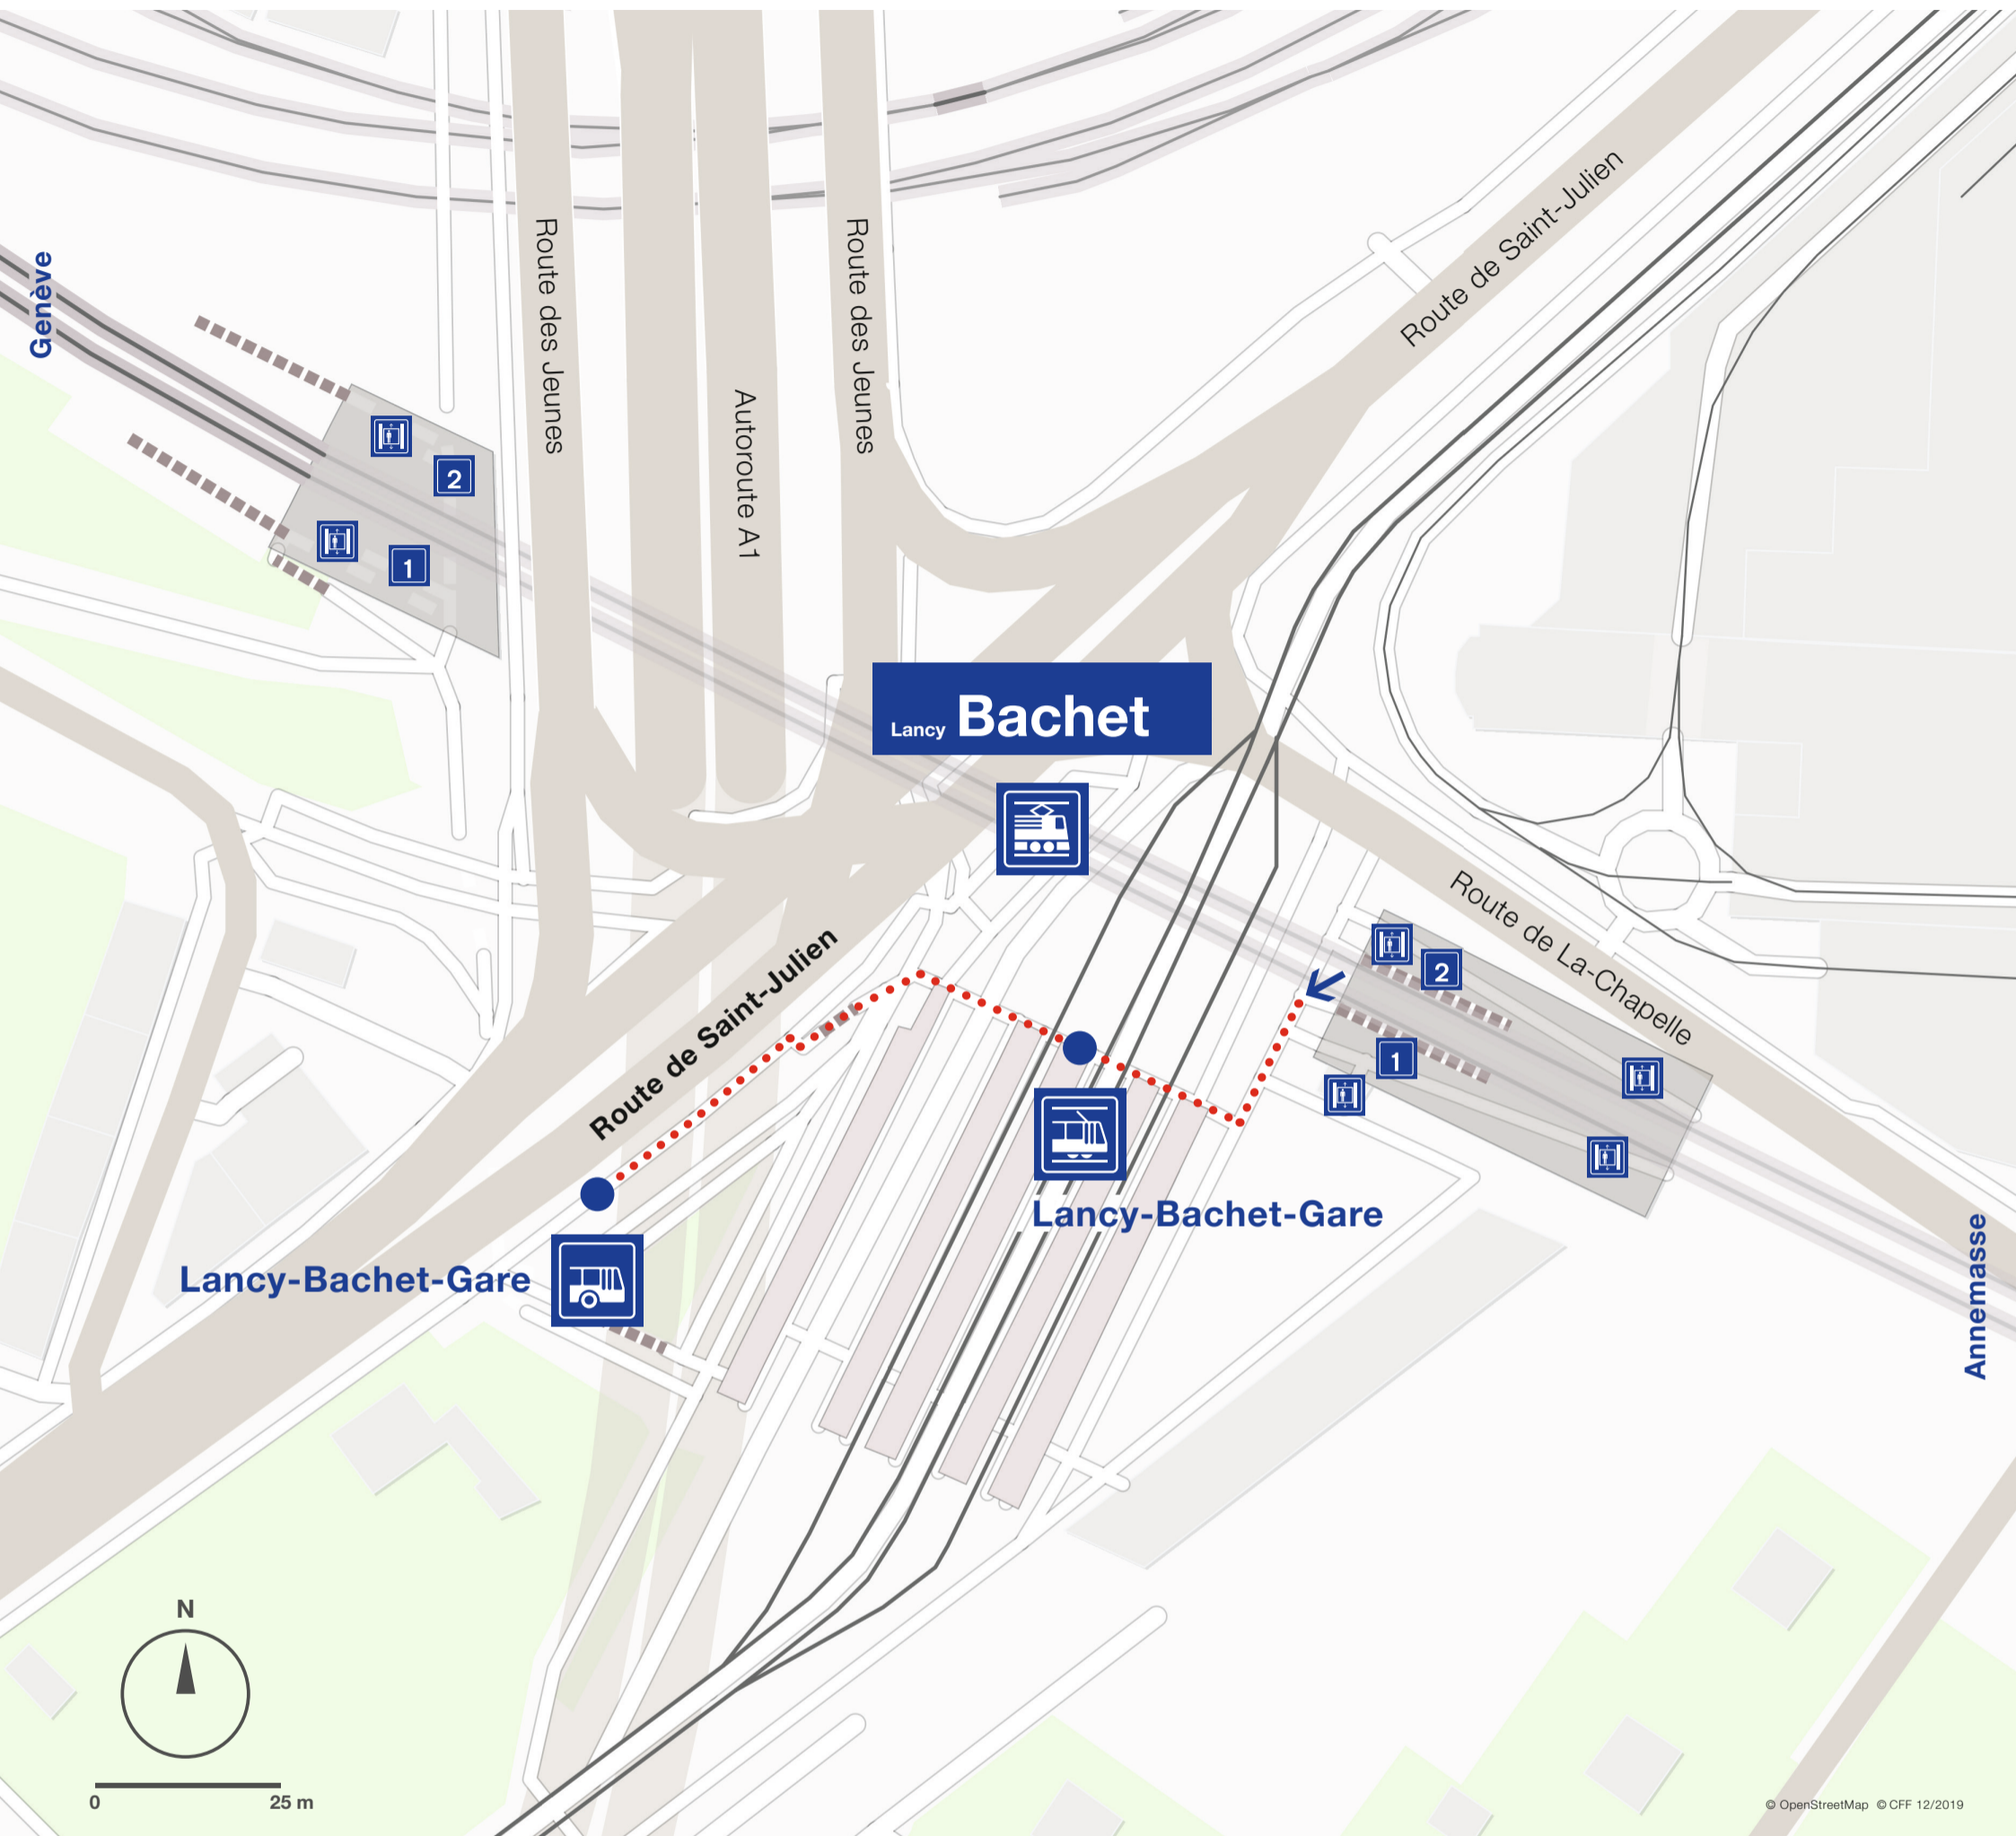 Genève
Route des Jeunes
Route des Jeunes
Autoroute A1
Route de Saint-Julien
2
1
Lancy Bachet
Route de La-Chapelle
2
1
Route de Saint-Julien
Lancy-Bachet-Gare
Lancy-Bachet-Gare
Annemasse
N
0 25 m
© OpenStreetMap © CFF 12/2019